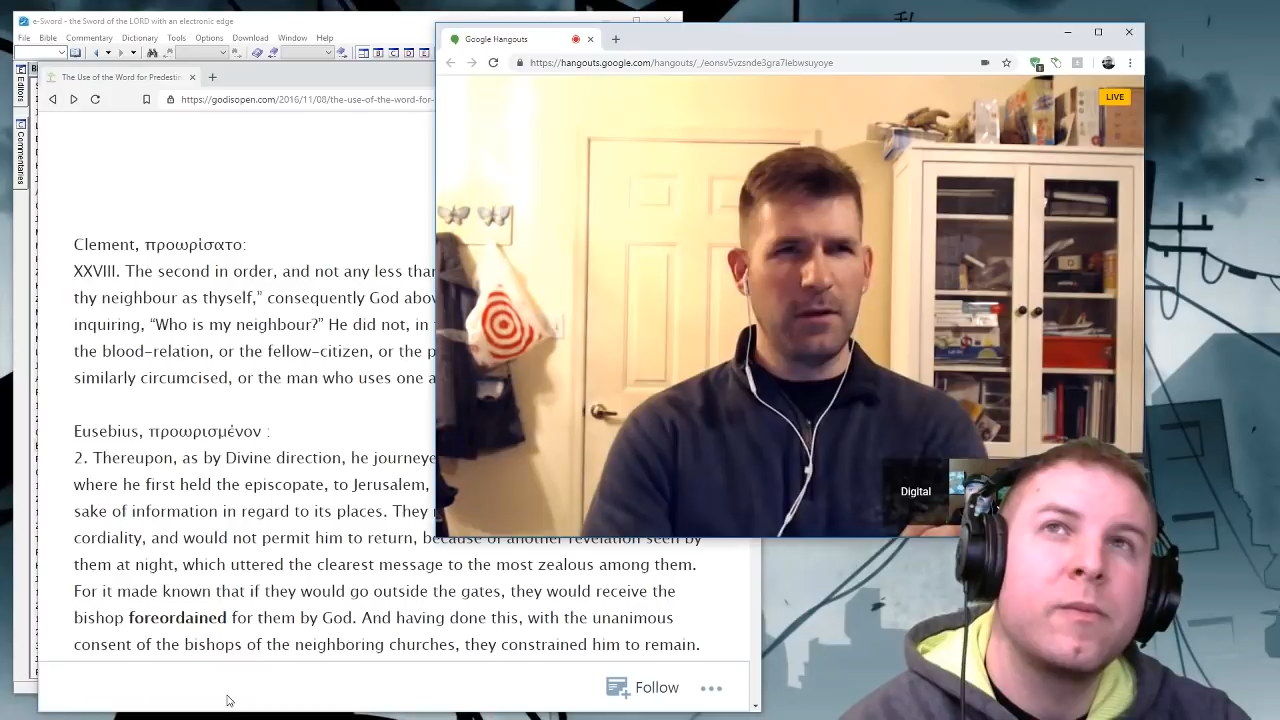 e-Sword - the Sword of the LORD with an electronic edge
File Bible Commentary Dictionary Tools Options Download Window Help
B C D E
Editors
Commentaries
The Use of the Word for Predesti
https://godisopen.com/2016/11/08/the-use-of-the-word-for-
Clement, προωρίσατο:
XXVIII. The second in order, and not any less than
thy neighbour as thyself,” consequently God abov
inquiring, “Who is my neighbour?” He did not, in
the blood-relation, or the fellow-citizen, or the p
similarly circumcised, or the man who uses one a
Eusebius, προωρισμένον :
2. Thereupon, as by Divine direction, he journeye
where he first held the episcopate, to Jerusalem,
sake of information in regard to its places. They
cordiality, and would not permit him to return, because of another revelation seen by
them at night, which uttered the clearest message to the most zealous among them.
For it made known that if they would go outside the gates, they would receive the
bishop foreordained for them by God. And having done this, with the unanimous
consent of the bishops of the neighboring churches, they constrained him to remain.
Follow
Google Hangouts
https://hangouts.google.com/hangouts/_/eonsv5vzsnde3gra7lebwsuyoye
LIVE
Digital
私